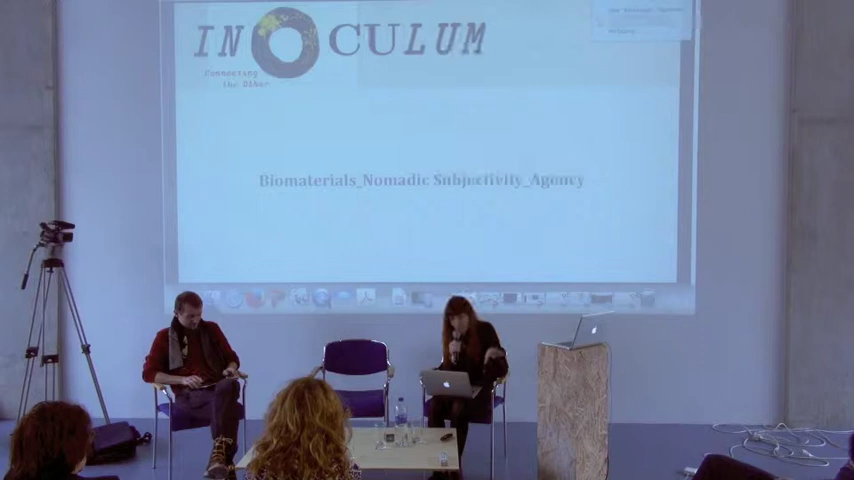 INOCULUM
Connecting
the Other
Biomaterials_Nomadic Subjectivity_Agency